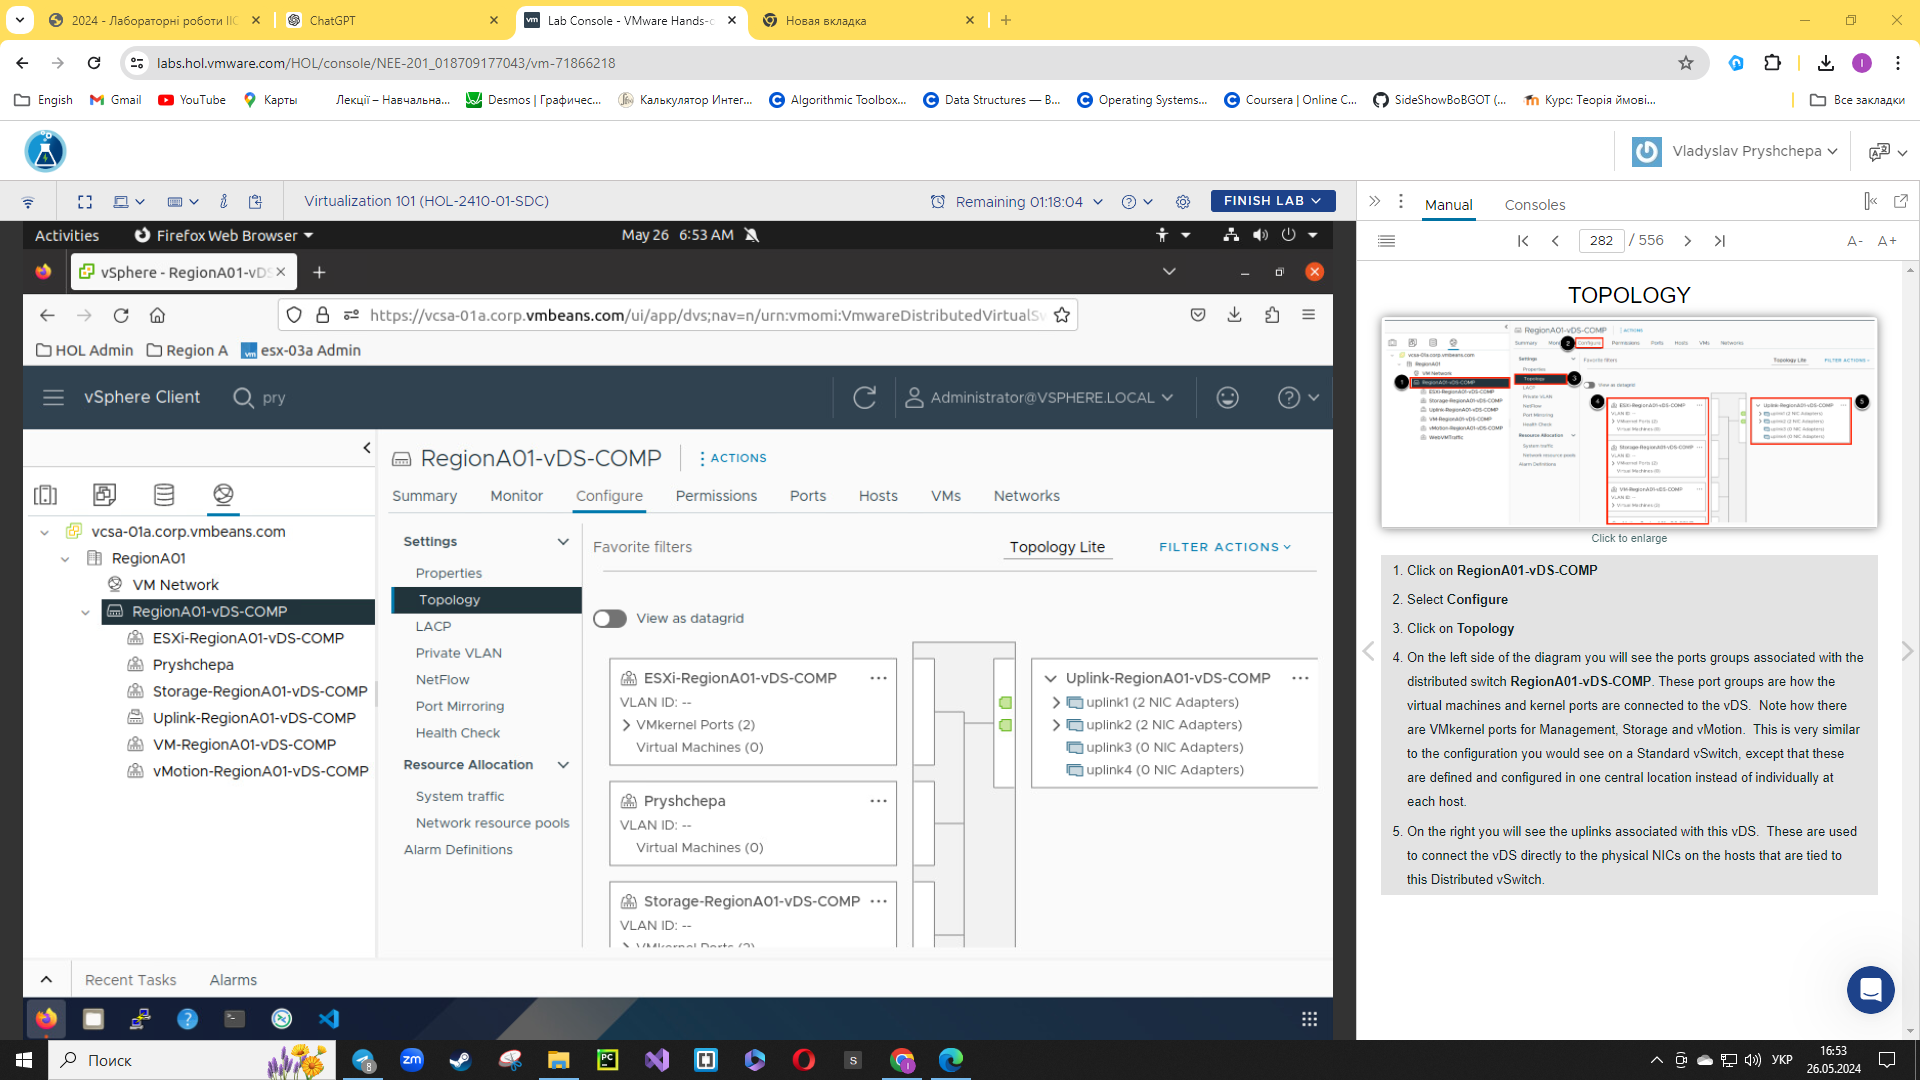 2024 - Лабораторні роботи ІІС
ChatGPT
Lab Console - VMware Hands-o
Новая вкладка
labs.hol.vmware.com/HOL/console/NEE-201_018709177043/vm-71866218
Engish
Gmail
YouTube
Карты
Лекції – Навчальна...
Desmos | Графичес...
Калькулятор Интег...
Algorithmic Toolbox...
Data Structures — В...
Operating Systems...
Coursera | Online C...
SideShowBoBGOT (...
Курс: Теорія ймові...
Все закладки
Vladyslav Pryshchepa
Virtualization 101 (HOL-2410-01-SDC)
Remaining 01:18:04
FINISH LAB
Manual
Consoles
Activities
Firefox Web Browser
May 26 6:53 AM
282 / 556
A-
A+
vSphere - RegionA01-vDS
https://vcsa-01a.corp.vmbeans.com/ui/app/dvs;nav=n/urn:vmomi:VmwareDistributedVirtualSw
HOL Admin
Region A
esx-03a Admin
vSphere Client
pry
Administrator@VSPHERE.LOCAL
RegionA01-vDS-COMP
ACTIONS
Summary
Monitor
Configure
Permissions
Ports
Hosts
VMs
Networks
vcsa-01a.corp.vmbeans.com
RegionA01
VM Network
RegionA01-vDS-COMP
ESXi-RegionA01-vDS-COMP
Pryshchepa
Storage-RegionA01-vDS-COMP
Uplink-RegionA01-vDS-COMP
VM-RegionA01-vDS-COMP
vMotion-RegionA01-vDS-COMP
Settings
Properties
Topology
LACP
Private VLAN
NetFlow
Port Mirroring
Health Check
Resource Allocation
System traffic
Network resource pools
Alarm Definitions
Favorite filters
Topology Lite
FILTER ACTIONS
View as datagrid
ESXi-RegionA01-vDS-COMP
VLAN ID: --
VMkernel Ports (2)
Virtual Machines (0)
Pryshchepa
VLAN ID: --
Virtual Machines (0)
Storage-RegionA01-vDS-COMP
VLAN ID: --
VMkernel Ports (2)
Uplink-RegionA01-vDS-COMP
uplink1 (2 NIC Adapters)
uplink2 (2 NIC Adapters)
uplink3 (0 NIC Adapters)
uplink4 (0 NIC Adapters)
Recent Tasks
Alarms
TOPOLOGY
Click to enlarge
1. Click on RegionA01-vDS-COMP
2. Select Configure
3. Click on Topology
4. On the left side of the diagram you will see the ports groups associated with the
distributed switch RegionA01-vDS-COMP. These port groups are how the
virtual machines and kernel ports are connected to the vDS. Note how there
are VMkernel ports for Management, Storage and vMotion. This is very similar
to the configuration you would see on a Standard vSwitch, except that these
are defined and configured in one central location instead of individually at
each host.
5. On the right you will see the uplinks associated with this vDS. These are used
to connect the vDS directly to the physical NICs on the hosts that are tied to
this Distributed vSwitch.
Поиск
УКР
16:53
26.05.2024